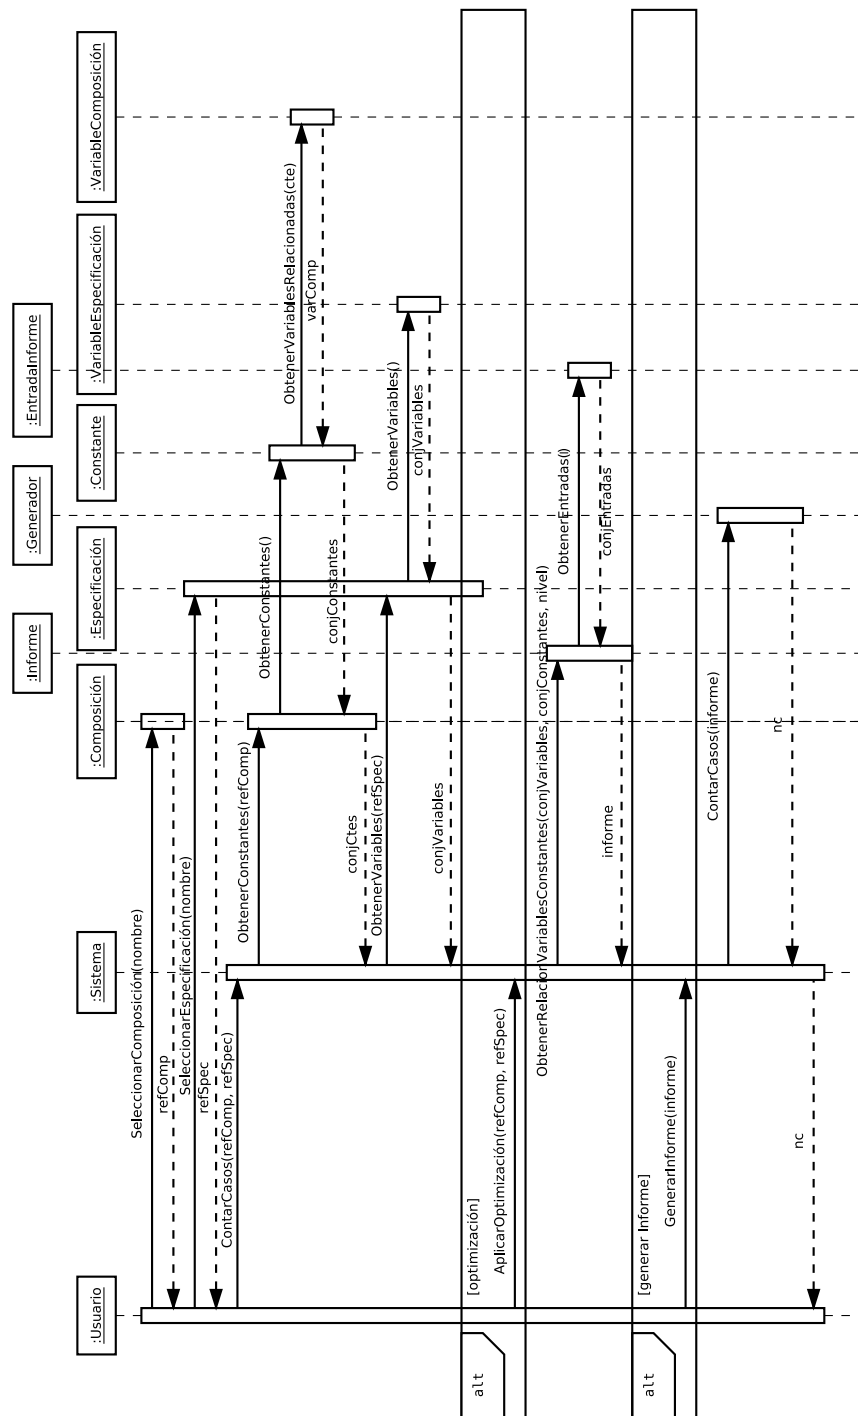 :Usuario
:Sistema
:Composición
:Informe
:Especificación
:Generador
:Constante
:EntradaInforme
:VariableEspecificación
:VariableComposición
SeleccionarComposición(nombre)
refComp
SeleccionarEspecificación(nombre)
refSpec
ContarCasos(refComp, refSpec)
ObtenerConstantes(refComp)
ObtenerConstantes()
ObtenerVariablesRelacionadas(cte)
varComp
conjConstantes
conjCtes
ObtenerVariables(refSpec)
ObtenerVariables()
conjVariables
conjVariables
alt
[optimización]
AplicarOptimización(refComp, refSpec)
ObtenerRelacionVariablesConstantes(conjVariables, conjConstantes, nivel)
ObtenerEntradas()
conjEntradas
informe
alt
[generar Informe]
GenerarInforme(informe)
ContarCasos(informe)
nc
nc